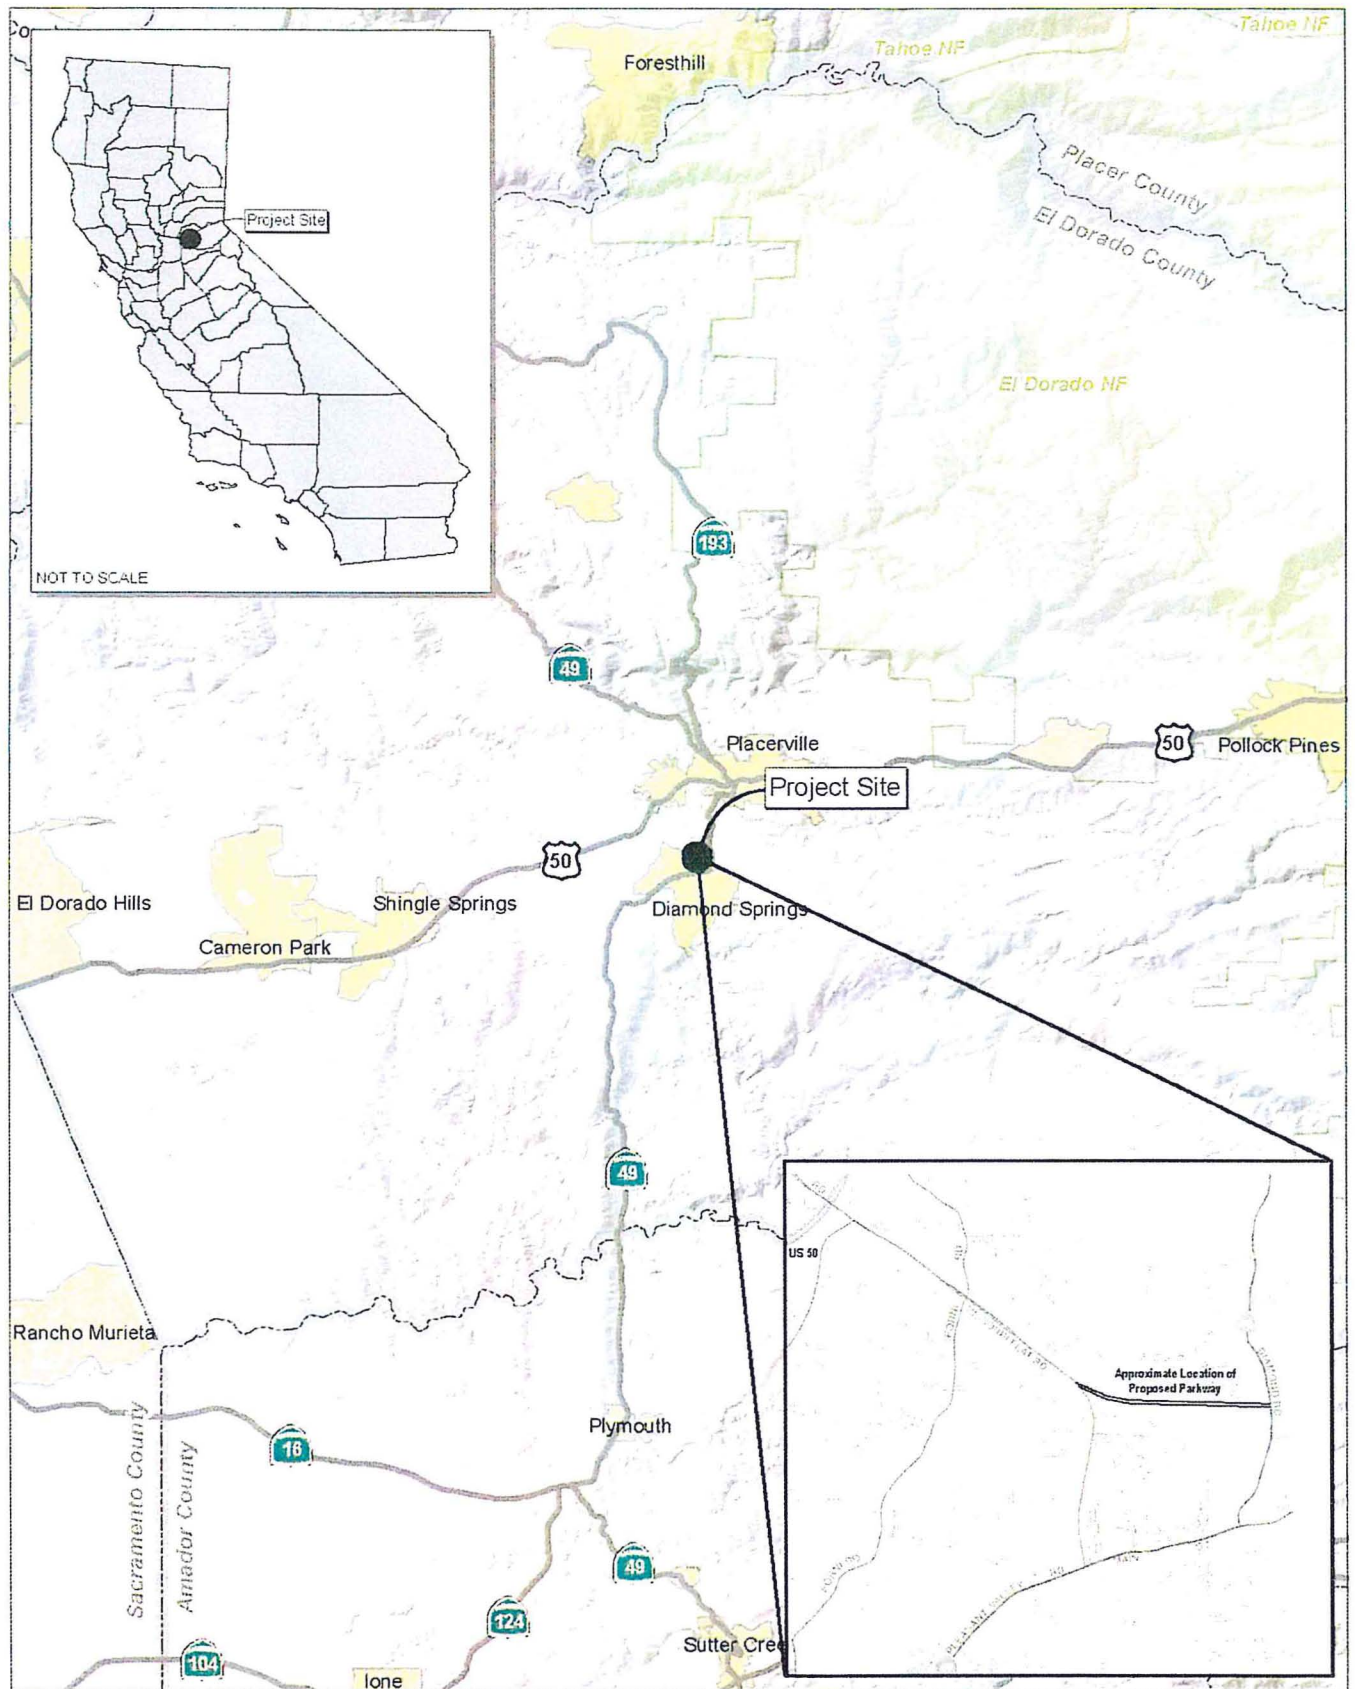 Co
Tahoe NF
Tahoe NF
Foresthill
Placer County
El Dorado County
Project Site
El Dorado NF
NOT TO SCALE
193
49
Placerville
50
Pollock Pines
Project Site
50
El Dorado Hills
Shingle Springs
Diamond Springs
Cameron Park
49
US 50
Rancho Murieta
Approximate Location of
Proposed Parkway
Plymouth
16
Sacramento County
Amador County
MAIN
49
124
Sutter Cree
104
Ione